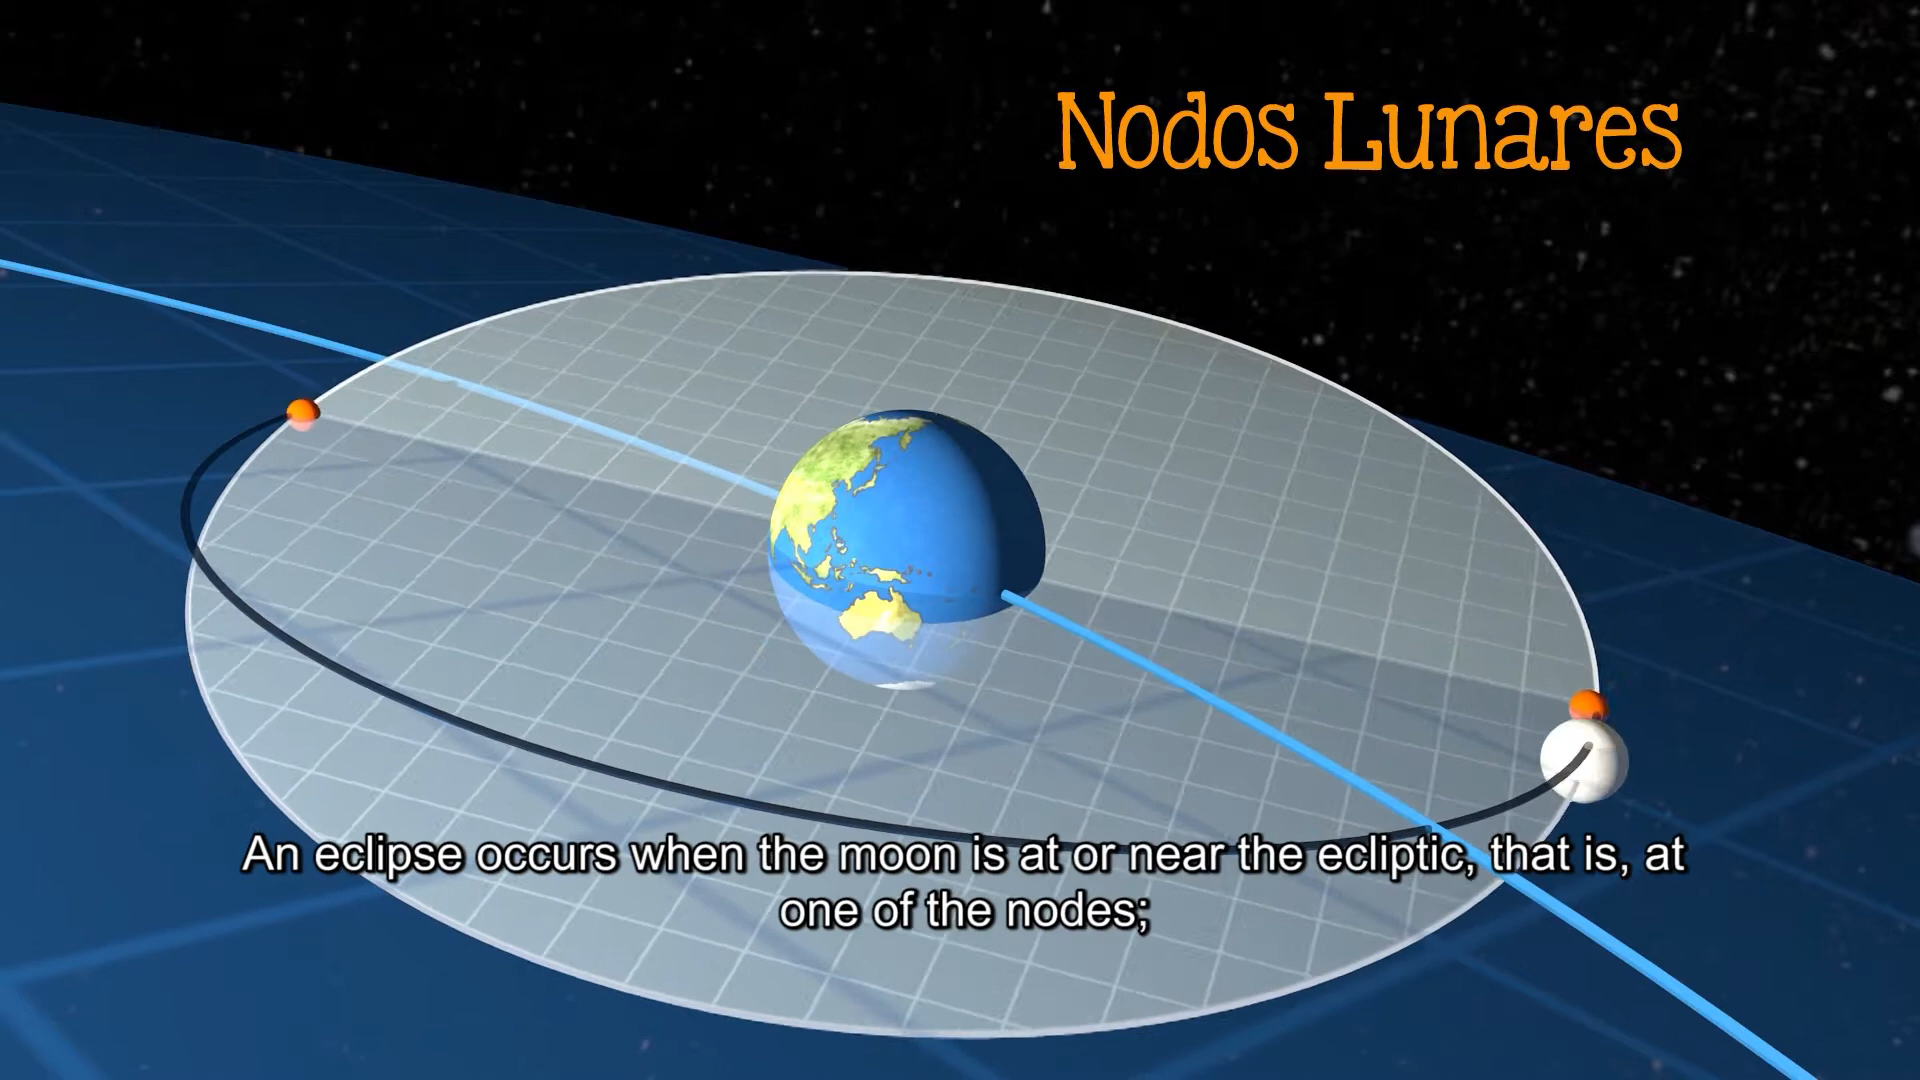 Nodos Lunares
An eclipse occurs when the moon is at or near the ecliptic, that is, at
one of the nodes;